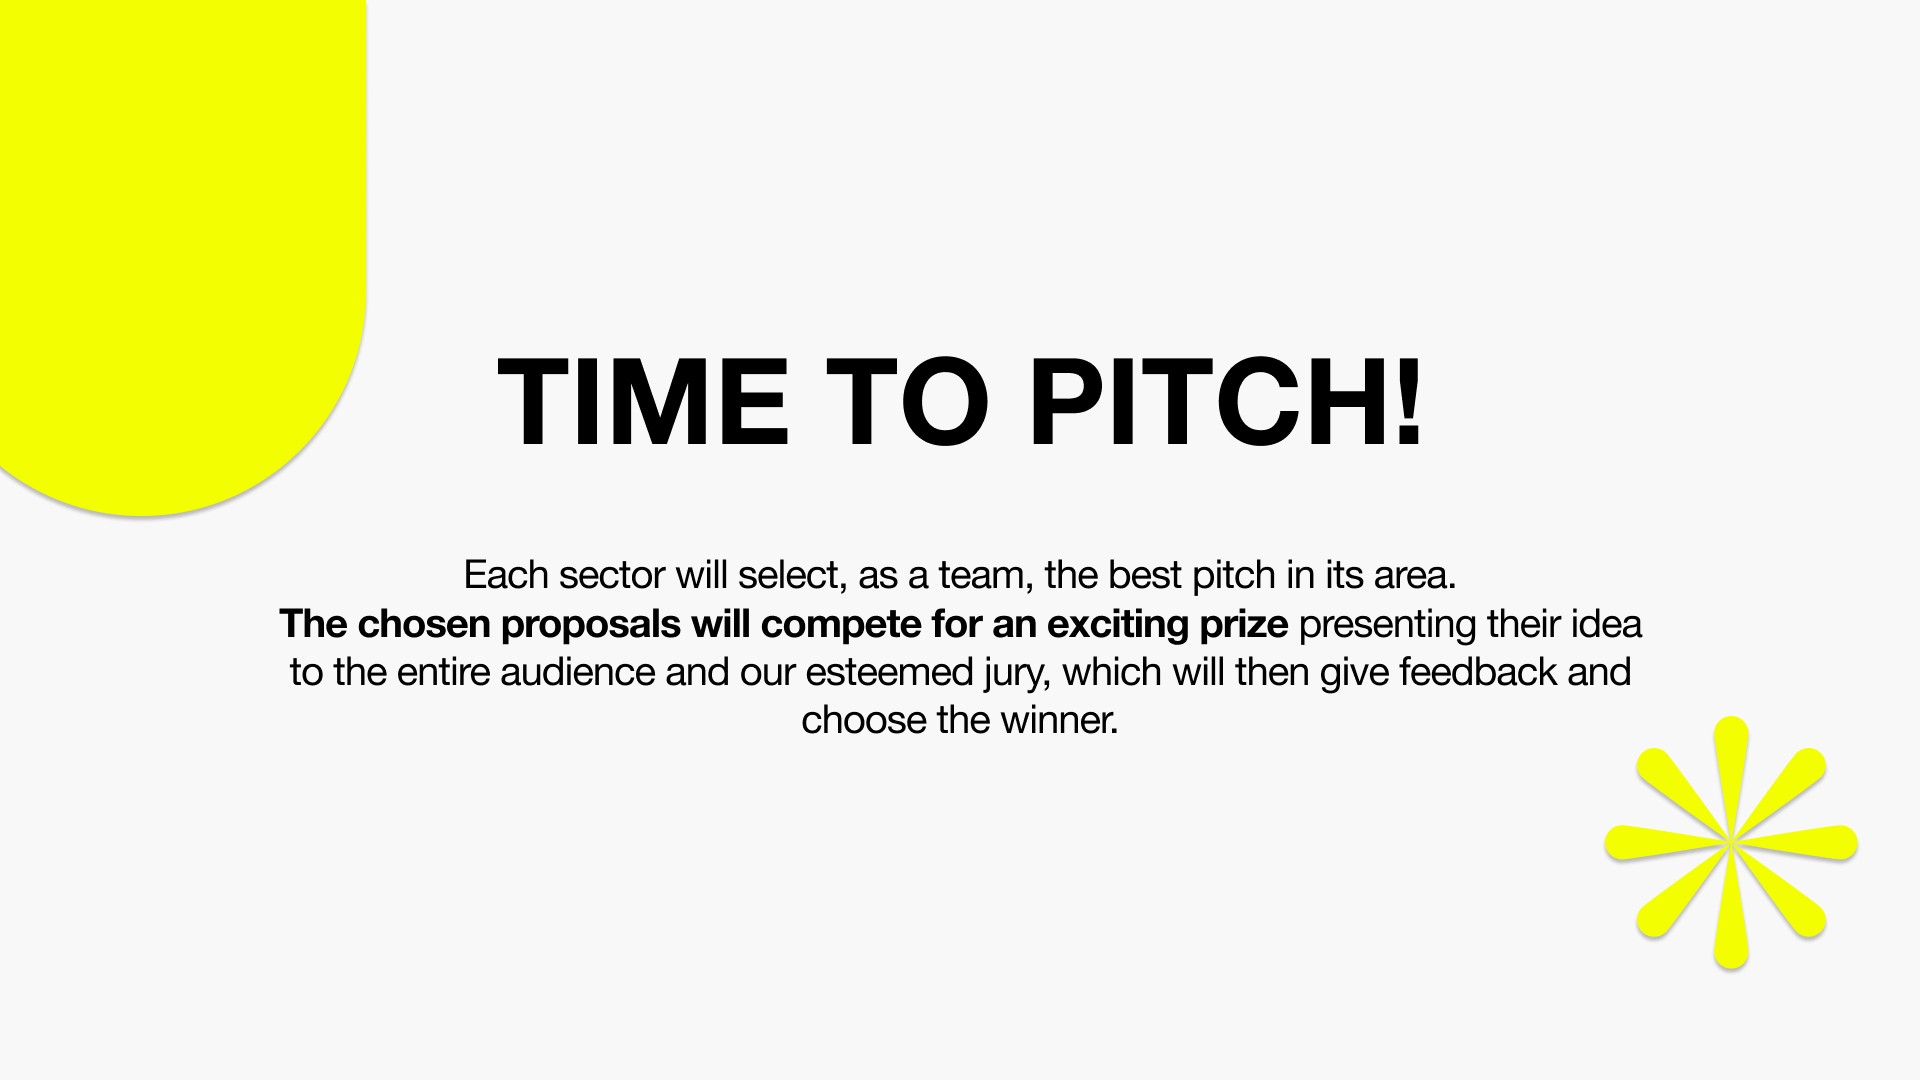 TIME TO PITCH!
Each sector will select, as a team, the best pitch in its area.
The chosen proposals will compete for an exciting prize presenting their idea
to the entire audience and our esteemed jury, which will then give feedback and
choose the winner.